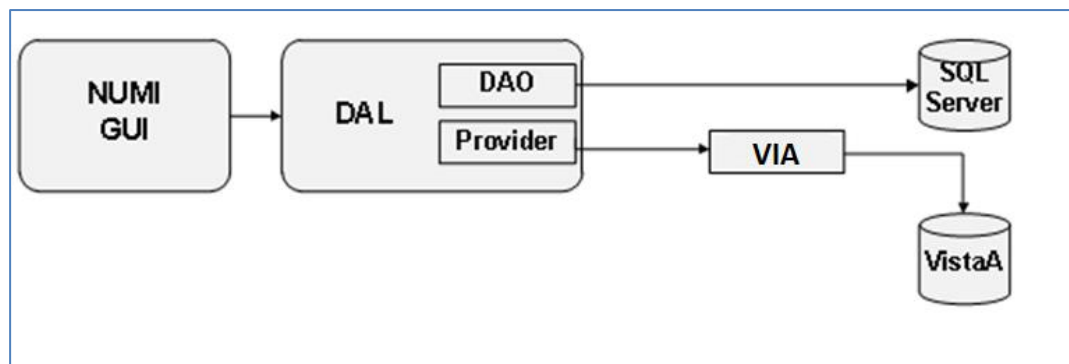 NUMI
GUI
DAL
DAO
Provider
VIA
SQL
Server
VistaA